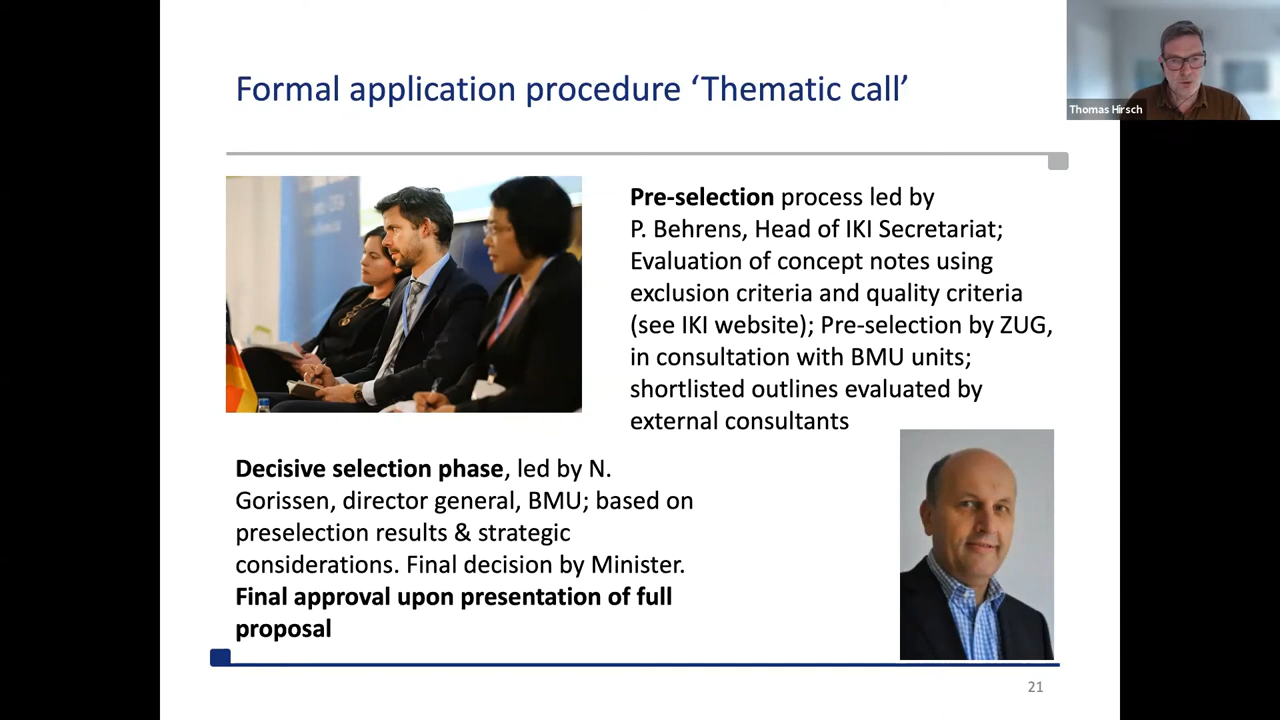 Formal application procedure ‘Thematic call’
Thomas Hirsch
Pre-selection process led by
P. Behrens, Head of IKI Secretariat;
Evaluation of concept notes using
exclusion criteria and quality criteria
(see IKI website); Pre-selection by ZUG,
in consultation with BMU units;
shortlisted outlines evaluated by
external consultants
Decisive selection phase, led by N.
Gorissen, director general, BMU; based on
preselection results & strategic
considerations. Final decision by Minister.
Final approval upon presentation of full
proposal
21